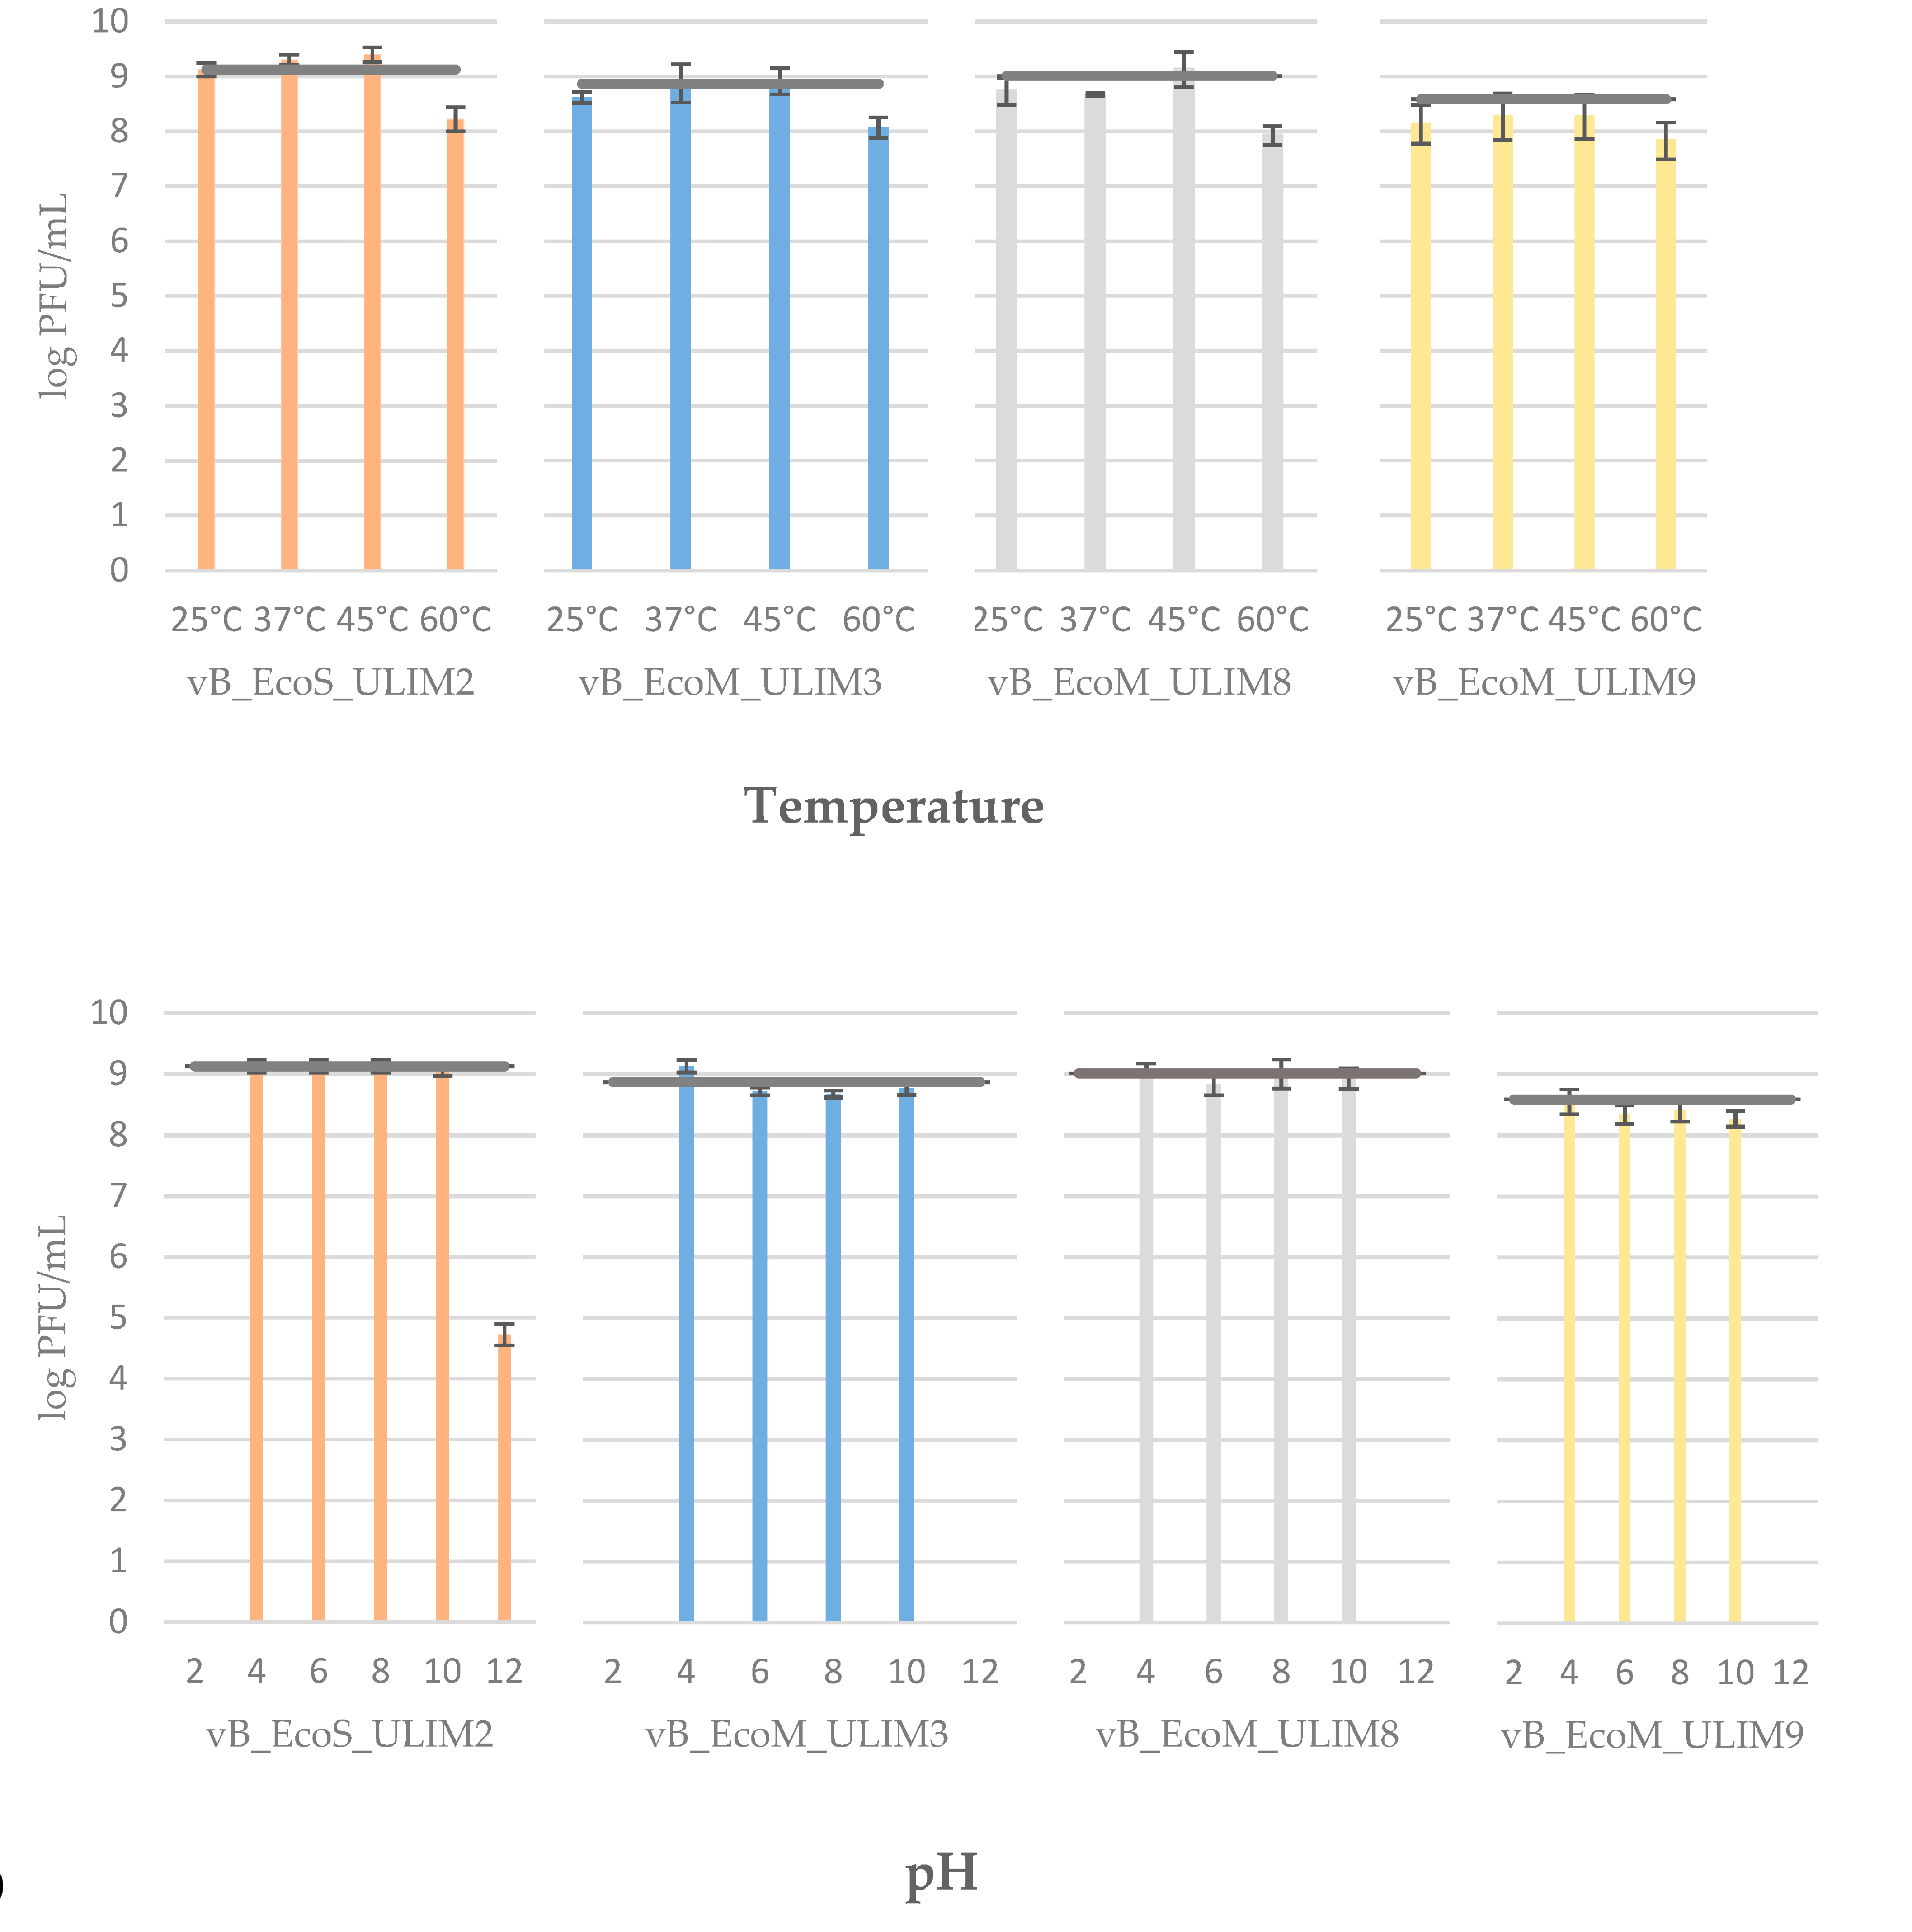 10
9
8
7
6
5
4
3
2
1
0
log PFU/mL
25°C 37°C 45°C 60°C 25°C 37°C 45°C 60°C 25°C 37°C 45°C 60°C 25°C 37°C 45°C 60°C
vB_EcoS_ULIM2 vB_EcoM_ULIM3 vB_EcoM_ULIM8 vB_EcoM_ULIM9
Temperature
10
9
8
7
6
5
4
3
2
1
0
log PFU/mL
2 4 6 8 10 12 2 4 6 8 10 12 2 4 6 8 10 12 2 4 6 8 10 12
vB_EcoS_ULIM2 vB_EcoM_ULIM3 vB_EcoM_ULIM8 vB_EcoM_ULIM9
pH